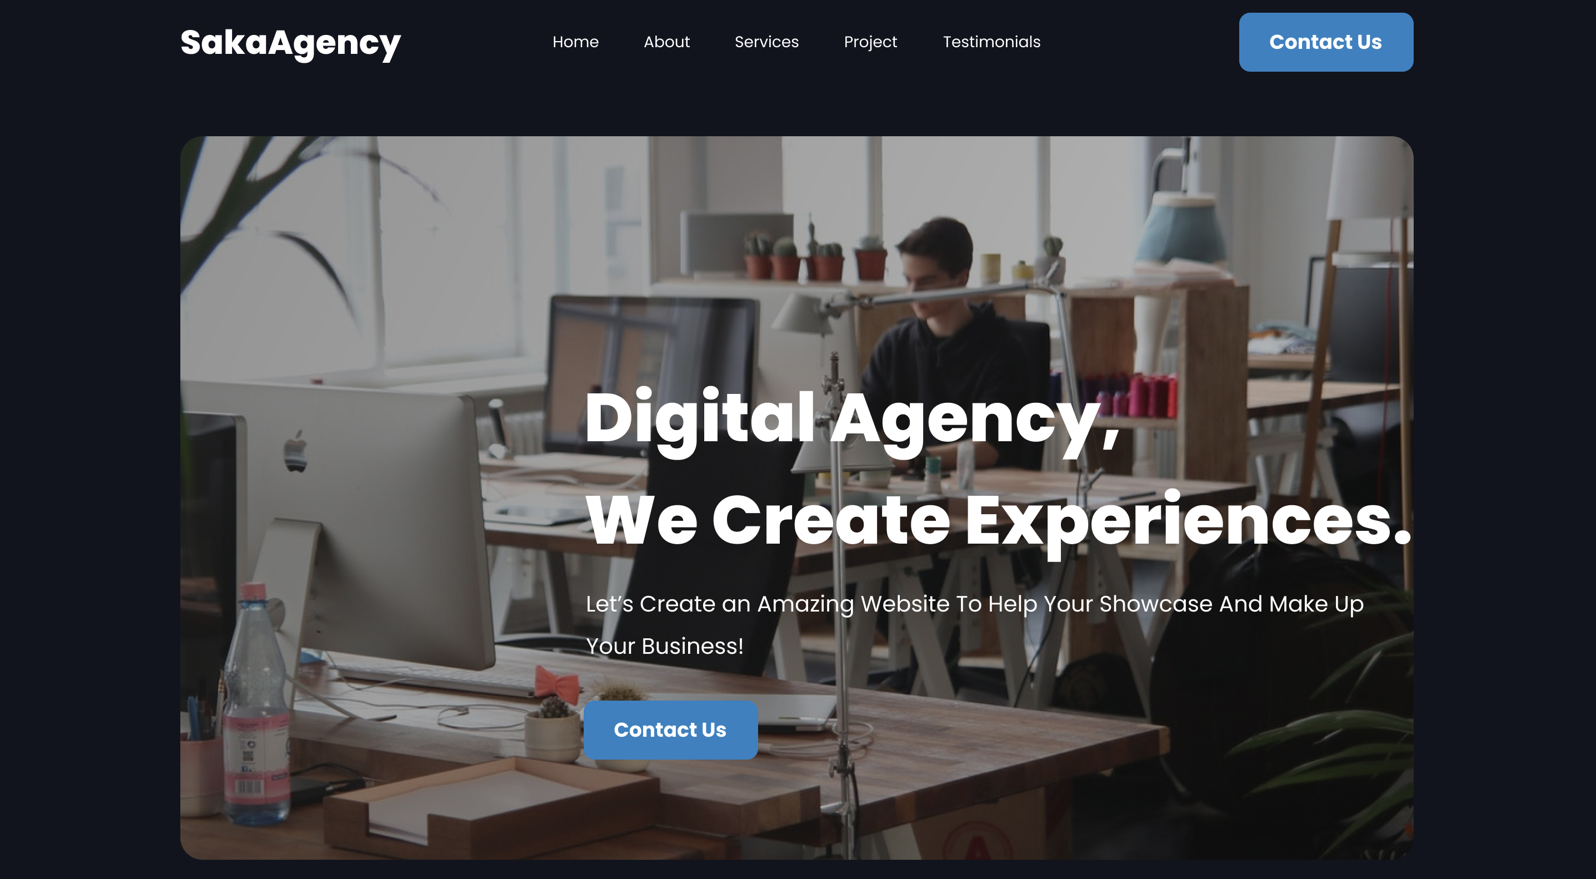 SakaAgency
Home
About
Services
Project
Testimonials
Contact Us
Digital Agency,
We Create Experiences.
Let’s Create an Amazing Website To Help Your Showcase And Make Up
Your Business!
Contact Us
A